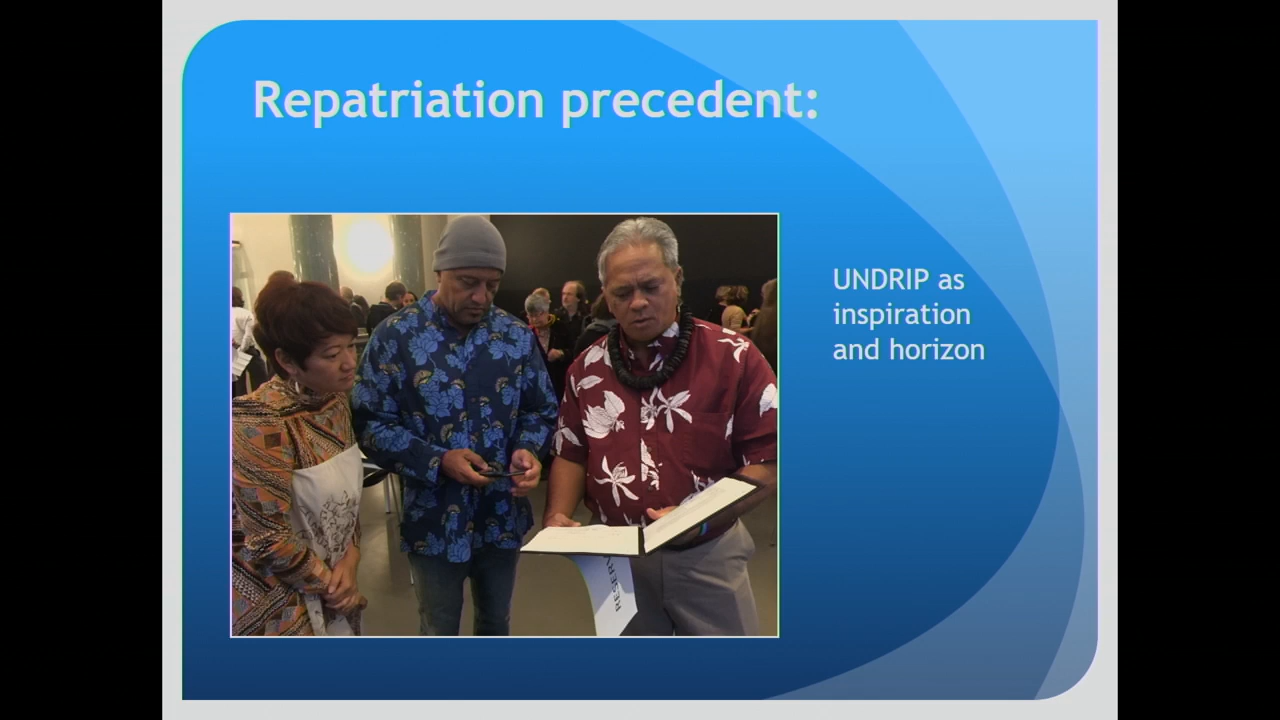 Repatriation precedent:
UNDRIP as
inspiration
and horizon